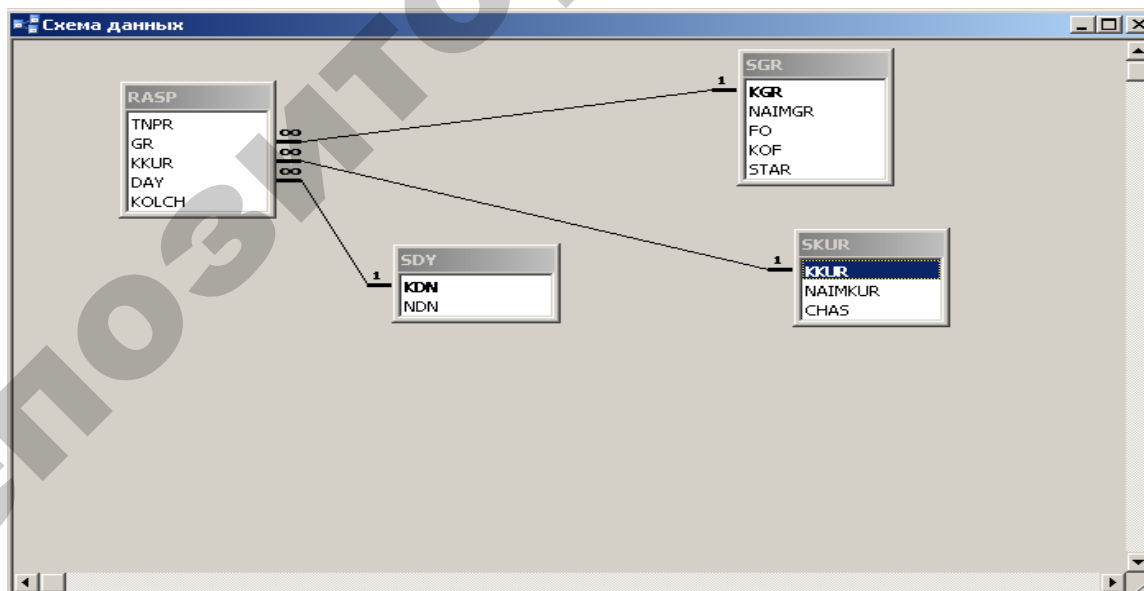 Схема данных
RASP
TNPR
GR
KKUR
DAY
KOLCH
∞
∞
∞
1
SGR
KGR
NAIMGR
FO
KOF
STAR
1
SDY
KDN
NDN
1
SKUR
KKUR
NAIMKUR
CHAS